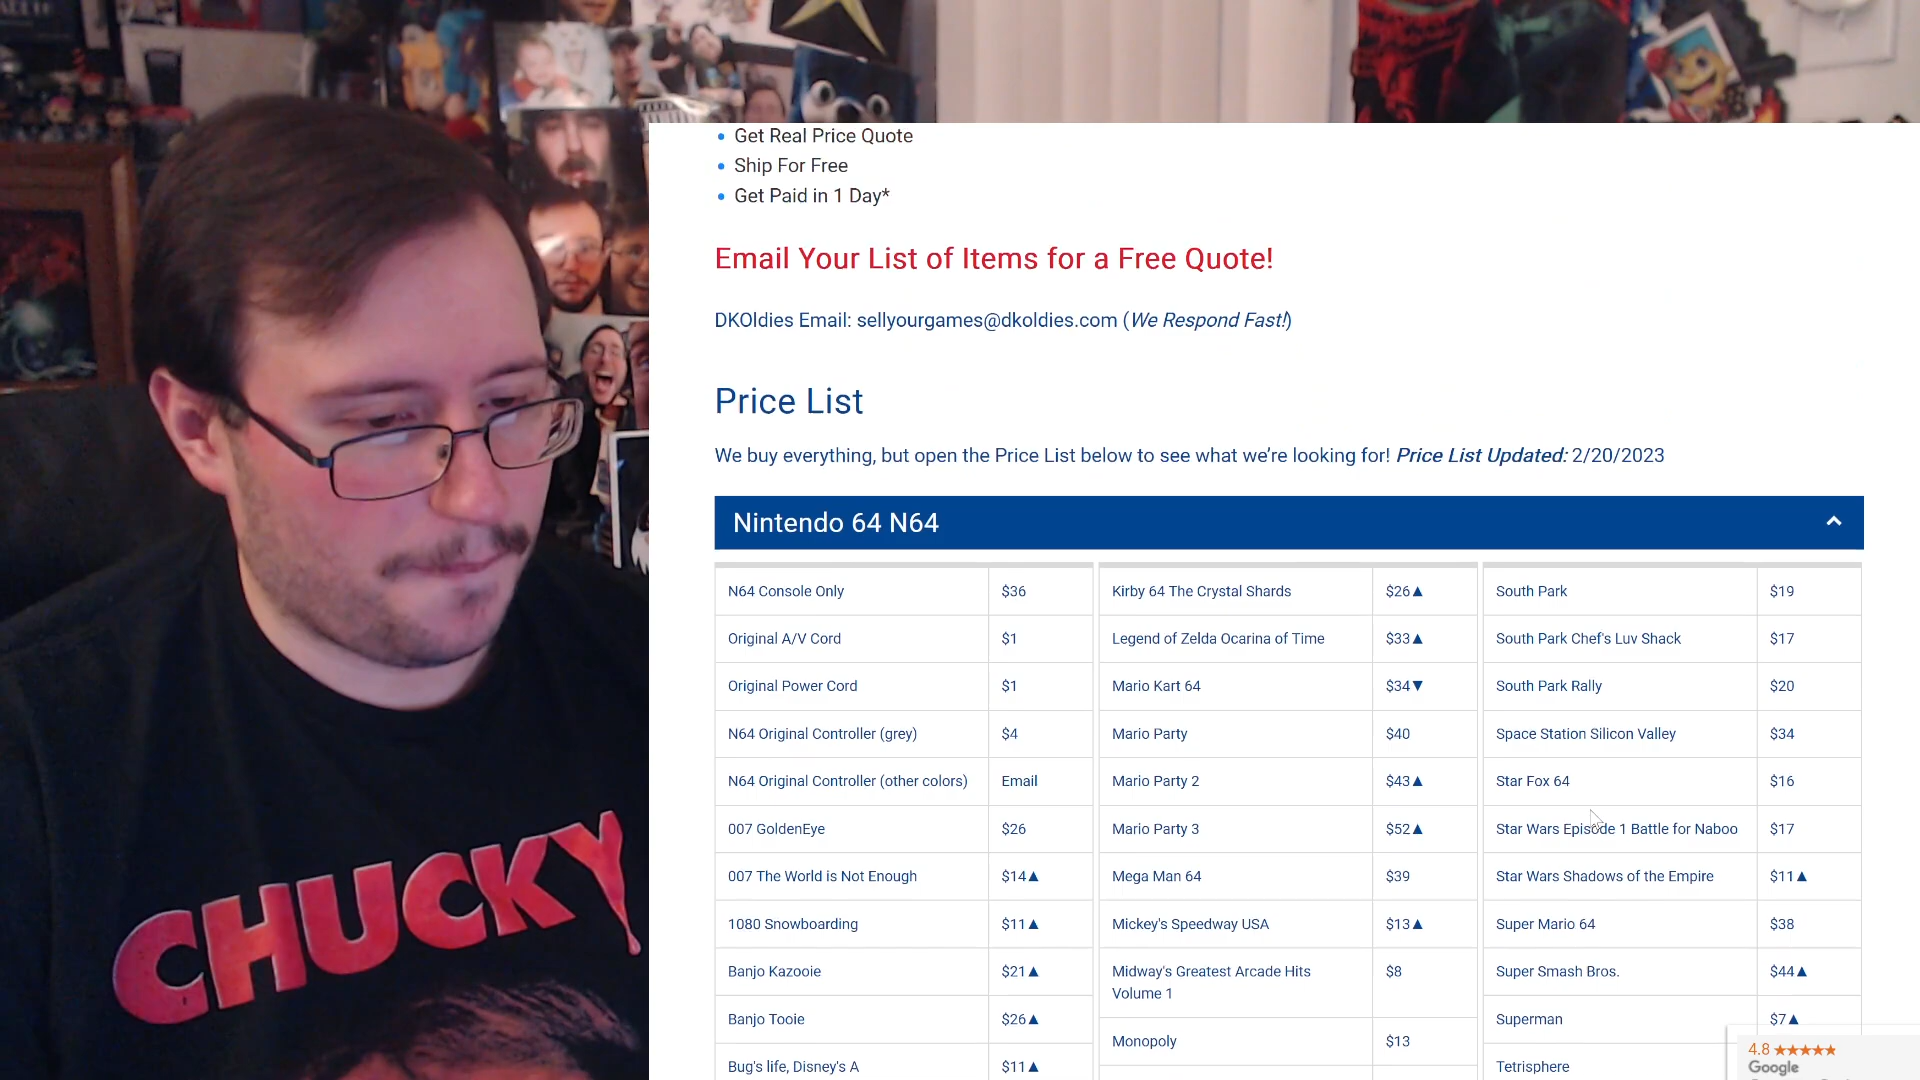 Get Real Price Quote
Ship For Free
Get Paid in 1 Day*
Email Your List of Items for a Free Quote!
DKOldies Email: sellyourgames@dkoldies.com (We Respond Fast!)
Price List
We buy everything, but open the Price List below to see what we're looking for! Price List Updated: 2/20/2023
Nintendo 64 N64
N64 Console Only $36
Original A/V Cord $1
Original Power Cord $1
N64 Original Controller (grey) $4
N64 Original Controller (other colors) Email
007 GoldenEye $26
007 The World is Not Enough $14▲
1080 Snowboarding $11▲
Banjo Kazooie $21▲
Banjo Tooie $26▲
Bug's life, Disney's A $11▲
Kirby 64 The Crystal Shards $26▲
Legend of Zelda Ocarina of Time $33▲
Mario Kart 64 $34▼
Mario Party $40
Mario Party 2 $43▲
Mario Party 3 $52▲
Mega Man 64 $39
Mickey's Speedway USA $13▲
Midway's Greatest Arcade Hits
Volume 1 $8
Monopoly $13
South Park $19
South Park Chef's Luv Shack $17
South Park Rally $20
Space Station Silicon Valley $34
Star Fox 64 $16
Star Wars Episode 1 Battle for Naboo $17
Star Wars Shadows of the Empire $11▲
Super Mario 64 $38
Super Smash Bros. $44▲
Superman $7▲
Tetrisphere
4.8 ★★★★★
Google
CHUCKY